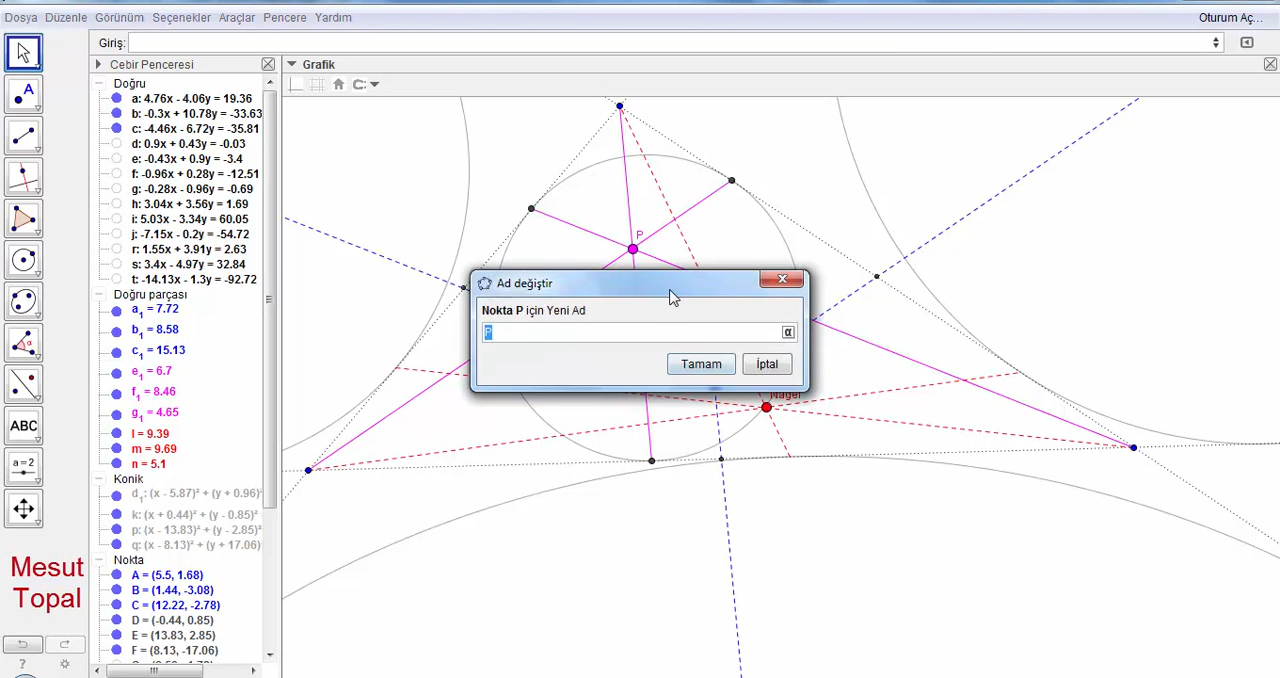 Dosya Düzenle Görünüm Seçenekler Araçlar Pencere Yardım
Oturum Aç...
Giriş:
Cebir Penceresi
Grafik
Doğru
a: 4.76x - 4.06y = 19.36
b: -0.3x + 10.78y = -33.63
c: -4.46x - 6.72y = -35.81
d: 0.9x + 0.43y = -0.03
e: -0.43x + 0.9y = -3.4
f: -0.96x + 0.28y = -12.51
g: -0.28x - 0.96y = -0.69
h: 3.04x + 3.56y = 1.69
i: 5.03x - 3.34y = 60.05
j: -7.15x - 0.2y = -54.72
r: 1.55x + 3.91y = 2.63
s: 3.4x - 4.97y = 32.84
t: -14.13x - 1.3y = -92.72
Doğru parçası
a1 = 7.72
b1 = 8.58
c1 = 15.13
e1 = 6.7
f1 = 8.46
g1 = 4.65
l = 9.39
m = 9.69
n = 5.1
Konik
d1: (x - 5.87)² + (y + 0.96)²
k: (x + 0.44)² + (y - 0.85)²
p: (x - 13.83)² + (y - 2.85)²
q: (x - 8.13)² + (y + 17.06)²
Nokta
A = (5.5, 1.68)
B = (1.44, -3.08)
C = (12.22, -2.78)
D = (-0.44, 0.85)
E = (13.83, 2.85)
F = (8.13, -17.06)
A
α
ABC
a=2
Mesut
Topal
?
P
Ad değiştir
Nokta P için Yeni Ad
P
α
Tamam İptal
Nagel